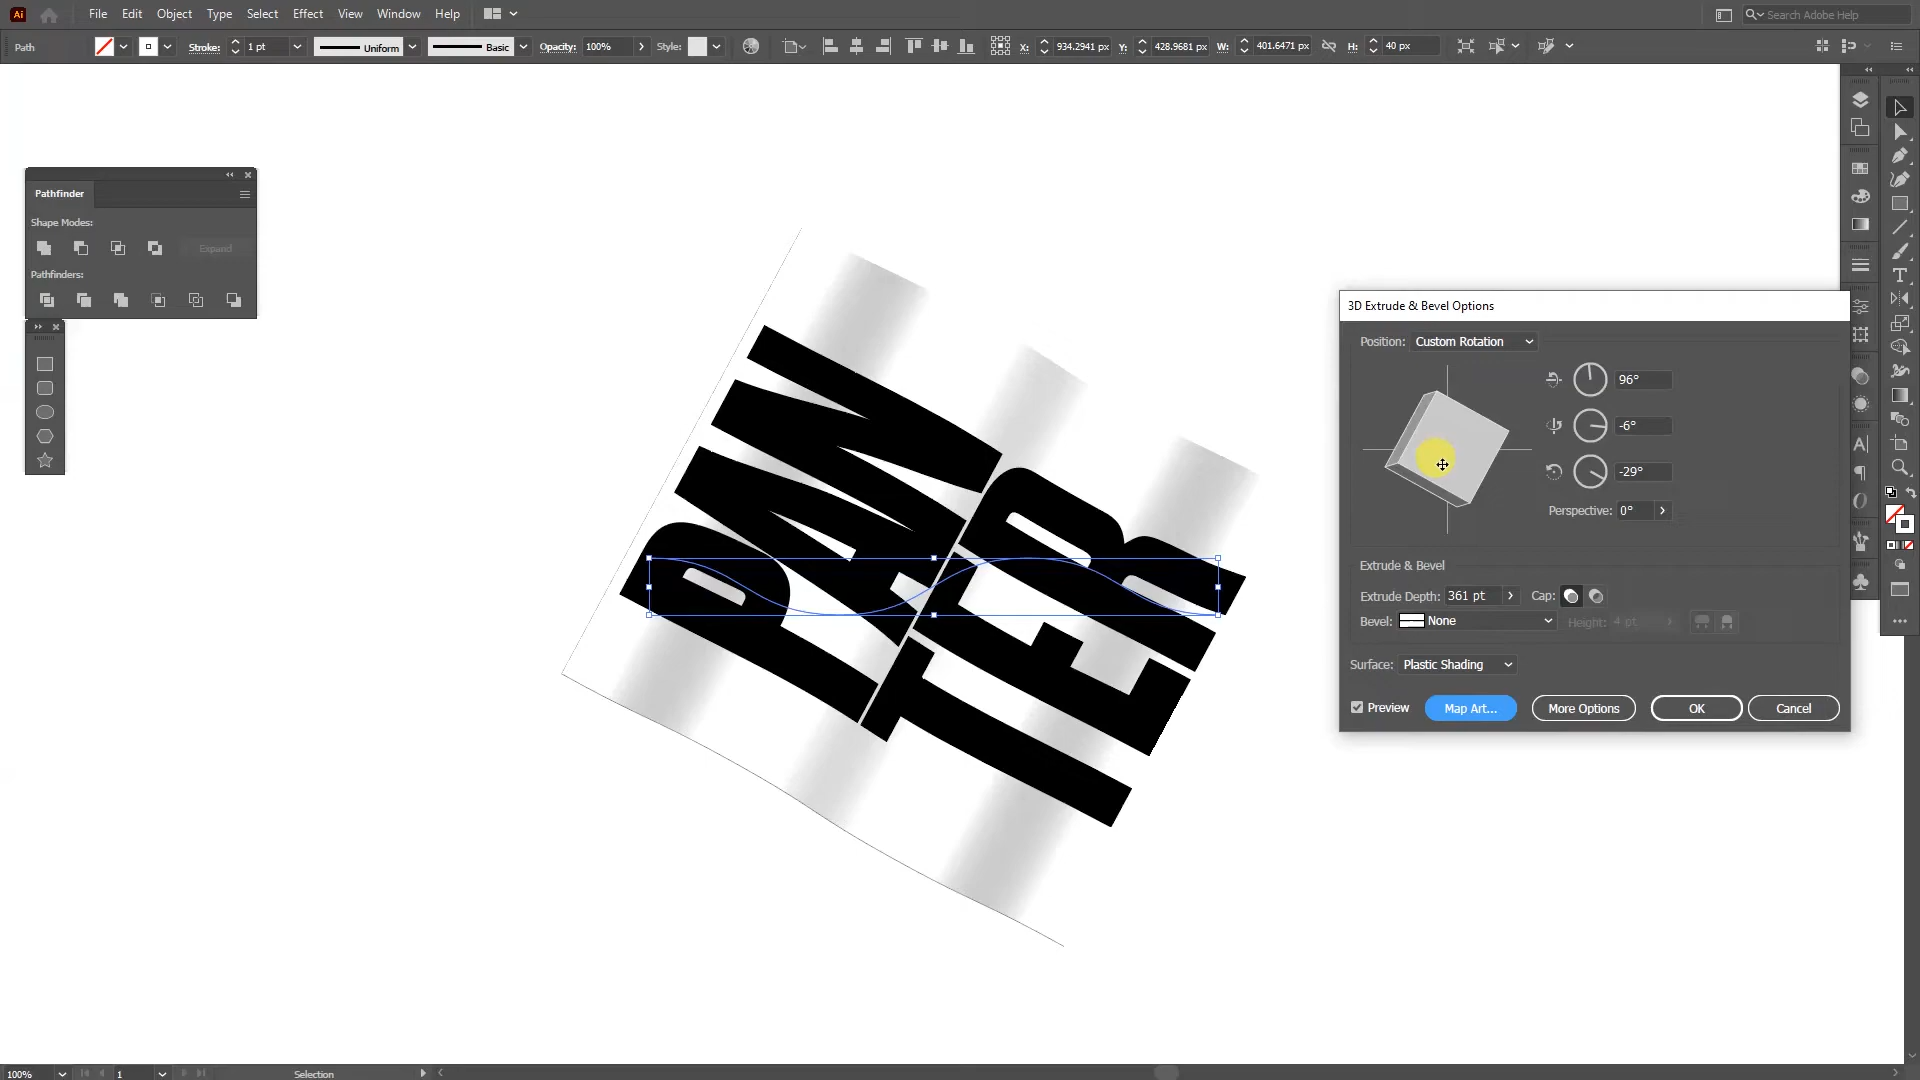 Ai File Edit Object Type Select Effect View Window Help Search Adobe Help
Path Stroke: 1 pt Uniform Basic Opacity: 100% Style: X: 934.2941 px Y: 428.9681 px W: 401.6471 px H: 40 px
Pathfinder
Shape Modes:
Expand
Pathfinders:
3D Extrude & Bevel Options
Position: Custom Rotation
96°
-6°
-29°
Perspective: 0°
Extrude & Bevel
Extrude Depth: 361 pt Cap:
Bevel: None Height: 4 pt
Surface: Plastic Shading
Preview Map Art... More Options OK Cancel
100% 1 Selection